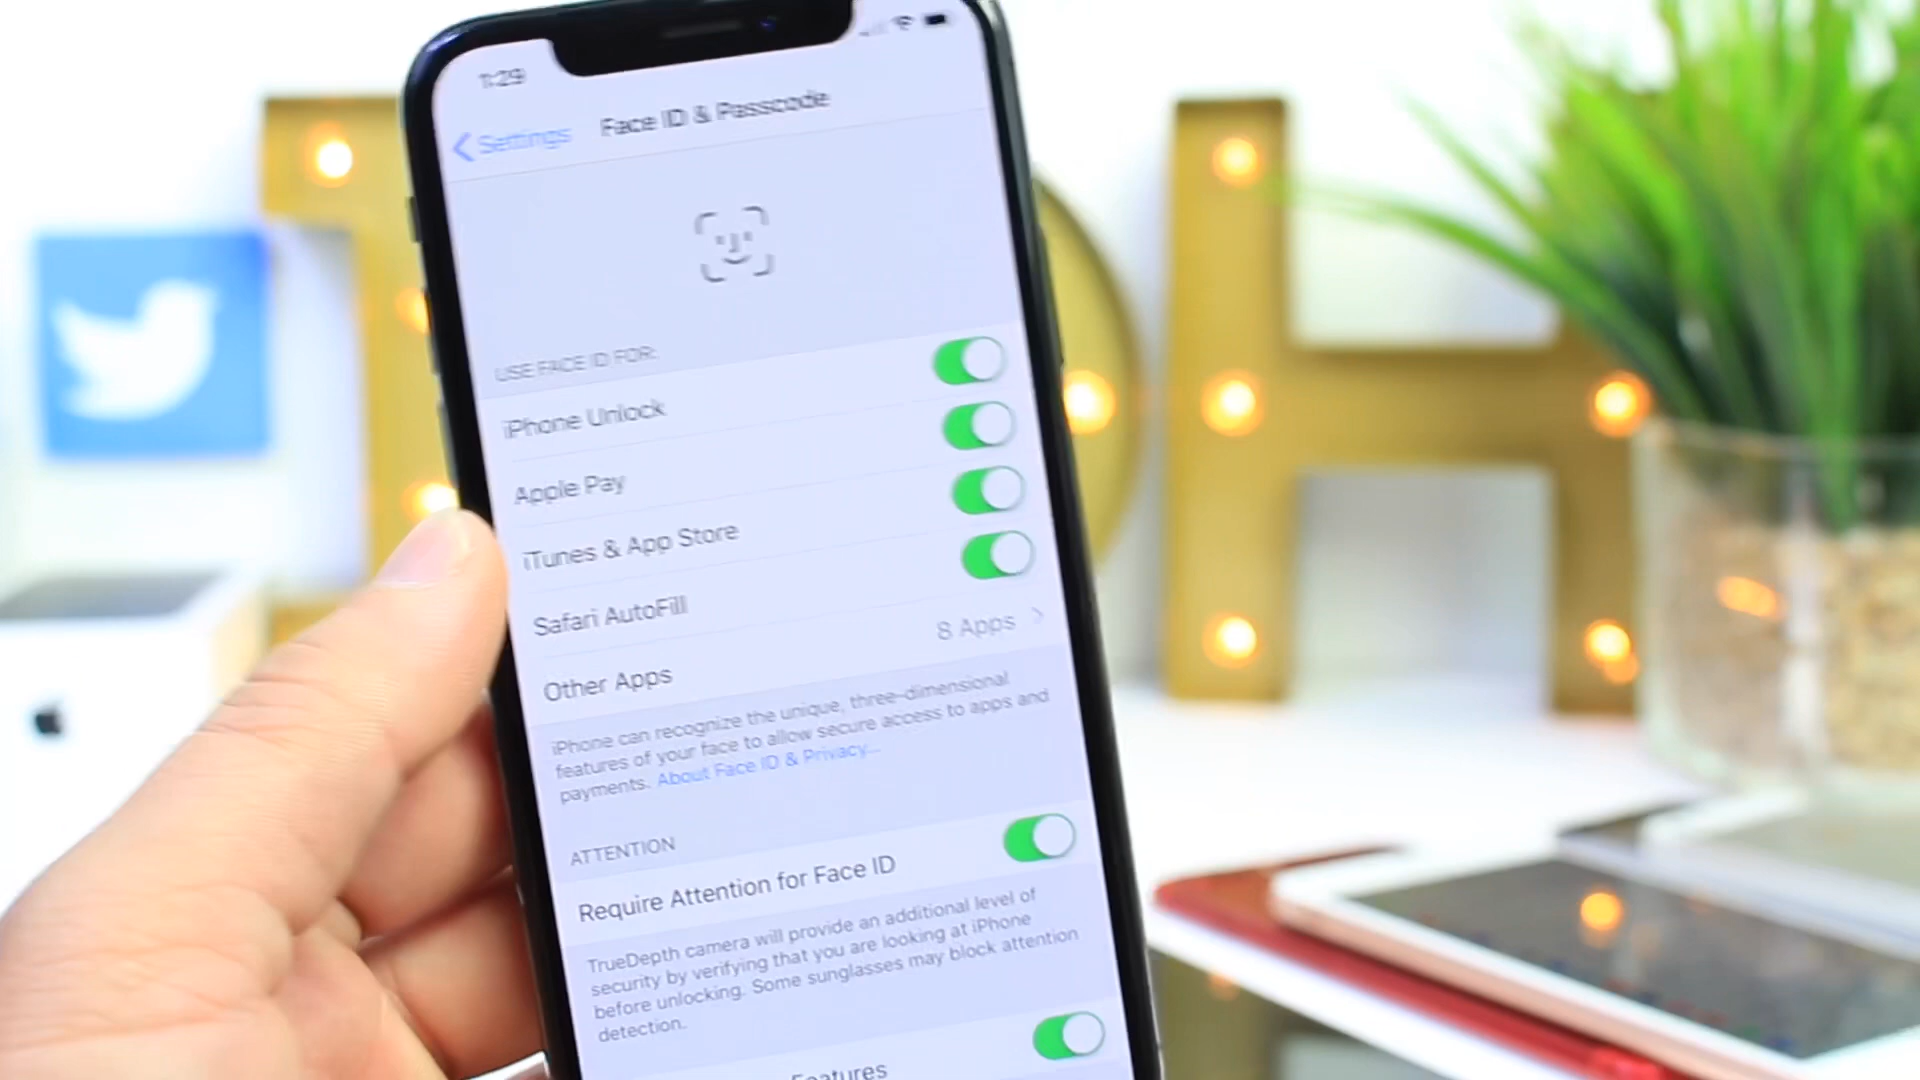 1:29
Settings
Face ID & Passcode
USE FACE ID FOR:
iPhone Unlock
Apple Pay
iTunes & App Store
Safari AutoFill
Other Apps
8 Apps
iPhone can recognize the unique, three-dimensional
features of your face to allow secure access to apps and
payments. About Face ID & Privacy...
ATTENTION
Require Attention for Face ID
TrueDepth camera will provide an additional level of
security by verifying that you are looking at iPhone
before unlocking. Some sunglasses may block attention
detection.
Features